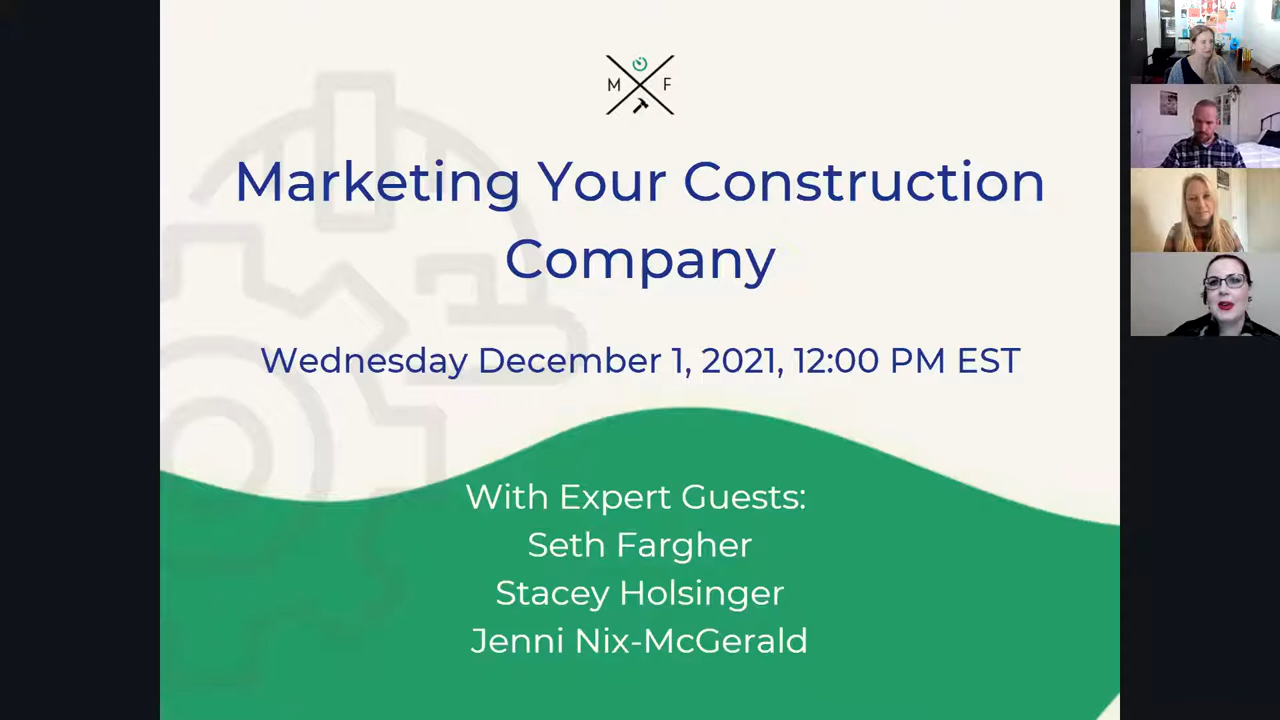 M F
Marketing Your Construction
Company
Wednesday December 1, 2021, 12:00 PM EST
With Expert Guests:
Seth Fargher
Stacey Holsinger
Jenni Nix-McGerald